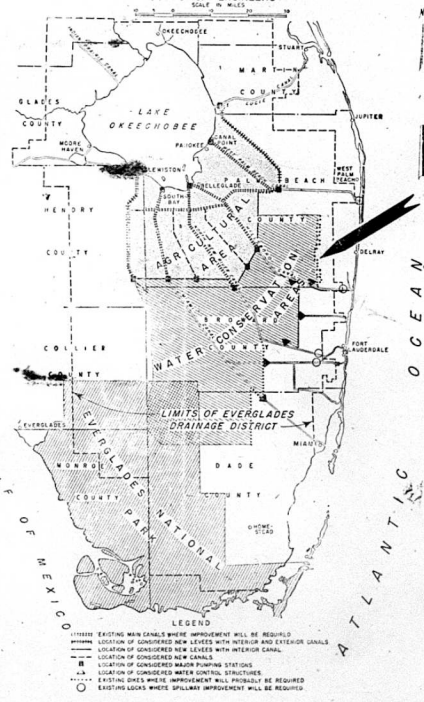 SCALE IN MILES
OKEECHOBEE
STUART
MARTIN
COUNTY
LUCIE CANAL
GLADES
COUNTY
LAKE
OKEECHOBEE
JUPITER
CANAL
POINT
PAHOKEE
MOORE
HAVEN
LEWISTON
BELLEGLADE
PALM BEACH
WEST
PALM
BEACH
SOUTH
BAY
HENDRY
COUNTY
COUNTY
AGRICULTURAL
AREA
DELRAY
WATER CONSERVATION
AREAS
BROWARD
COUNTY
COLLIER
COUNTY
FORT
LAUDERDALE
OCEAN
LIMITS OF EVERGLADES
DRAINAGE DISTRICT
EVERGLADES
MIAMI
MONROE
COUNTY
DADE
COUNTY
EVERGLADES NATIONAL
PARK
HOME-
STEAD
F OF MEXICO
ATLANTIC
LEGEND
EXISTING MAIN CANALS WHERE IMPROVEMENT WILL BE REQUIRED
LOCATION OF CONSIDERED NEW LEVEES WITH INTERIOR AND EXTERIOR CANALS
LOCATION OF CONSIDERED NEW LEVEES WITH INTERIOR CANAL
LOCATION OF CONSIDERED NEW CANALS
LOCATION OF CONSIDERED MAJOR PUMPING STATIONS
LOCATION OF CONSIDERED WATER CONTROL STRUCTURES
EXISTING DIKES WHERE IMPROVEMENT WILL PROBABLY BE REQUIRED
EXISTING LOCKS WHERE SPILLWAY IMPROVEMENT WILL BE REQUIRED